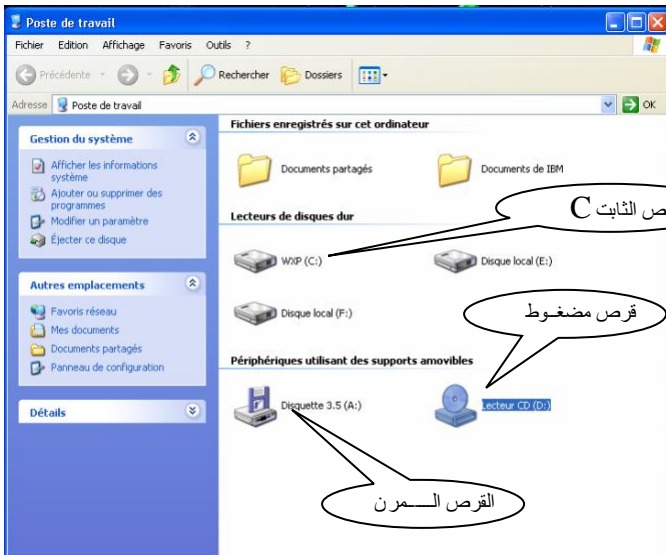 Poste de travail
Fichier Edition Affichage Favoris Outils ?
Précédente Rechercher Dossiers
Adresse Poste de travail OK
Gestion du système
Afficher les informations
système
Ajouter ou supprimer des
programmes
Modifier un paramètre
Éjecter ce disque
Autres emplacements
Favoris réseau
Mes documents
Documents partagés
Panneau de configuration
Détails
Fichiers enregistrés sur cet ordinateur
Documents partagés Documents de IBM
Lecteurs de disques dur
الثابت C
WXP (C:) Disque local (E:)
Disque local (F:)
قرص مضغــوط
Périphériques utilisant des supports amovibles
Disquette 3.5 (A:) Lecteur CD (D:)
القرص الـــــمرن